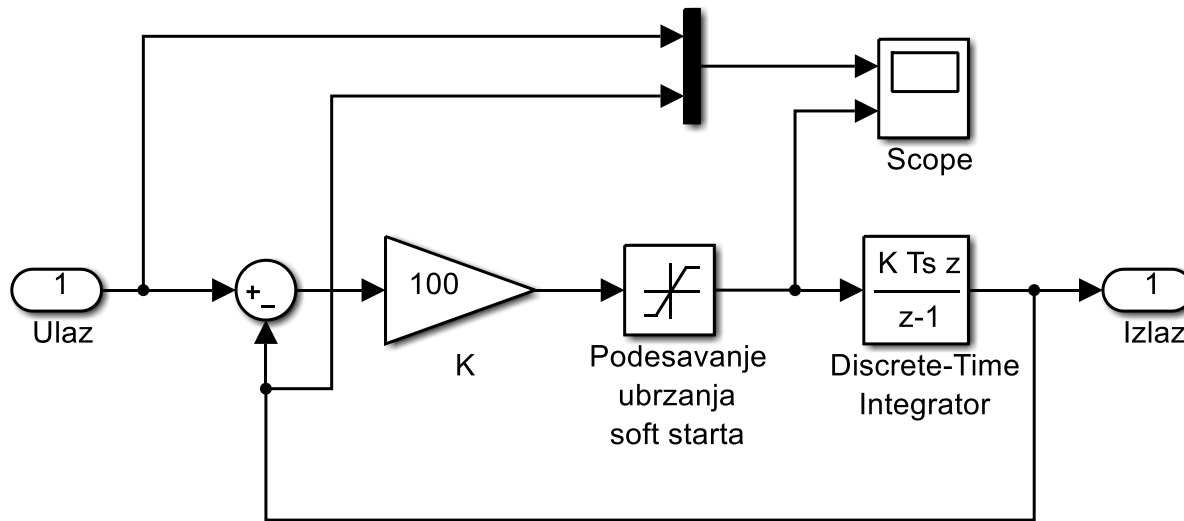 Scope
1
Ulaz
+
−
100
K
Podesavanje
ubrzanja
soft starta
K Ts z
z-1
Discrete-Time
Integrator
1
Izlaz